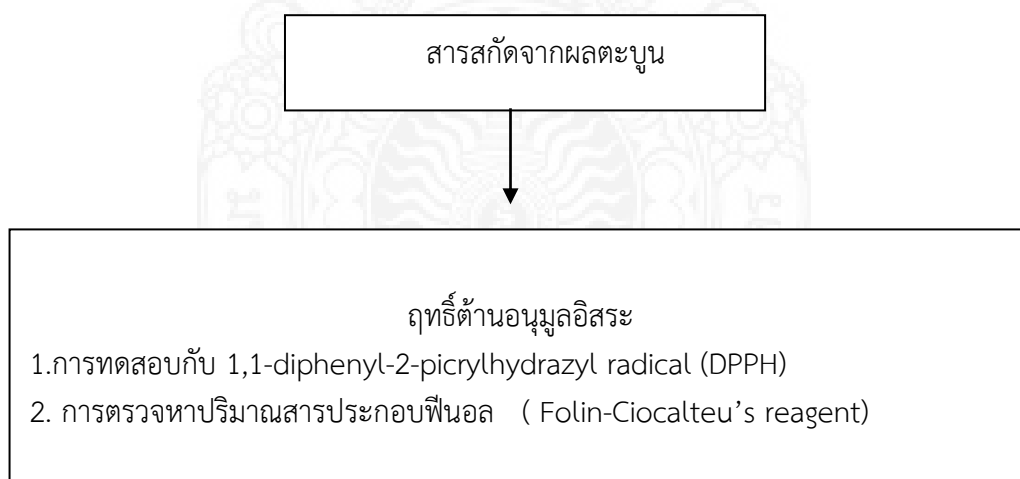 สารสกัดจากผลตะบูน
ฤทธิ์ต้านอนุมูลอิสระ
1.การทดสอบกับ 1,1-diphenyl-2-picrylhydrazyl radical (DPPH)
2. การตรวจหาปริมาณสารประกอบฟีนอล ( Folin-Ciocalteu’s reagent)